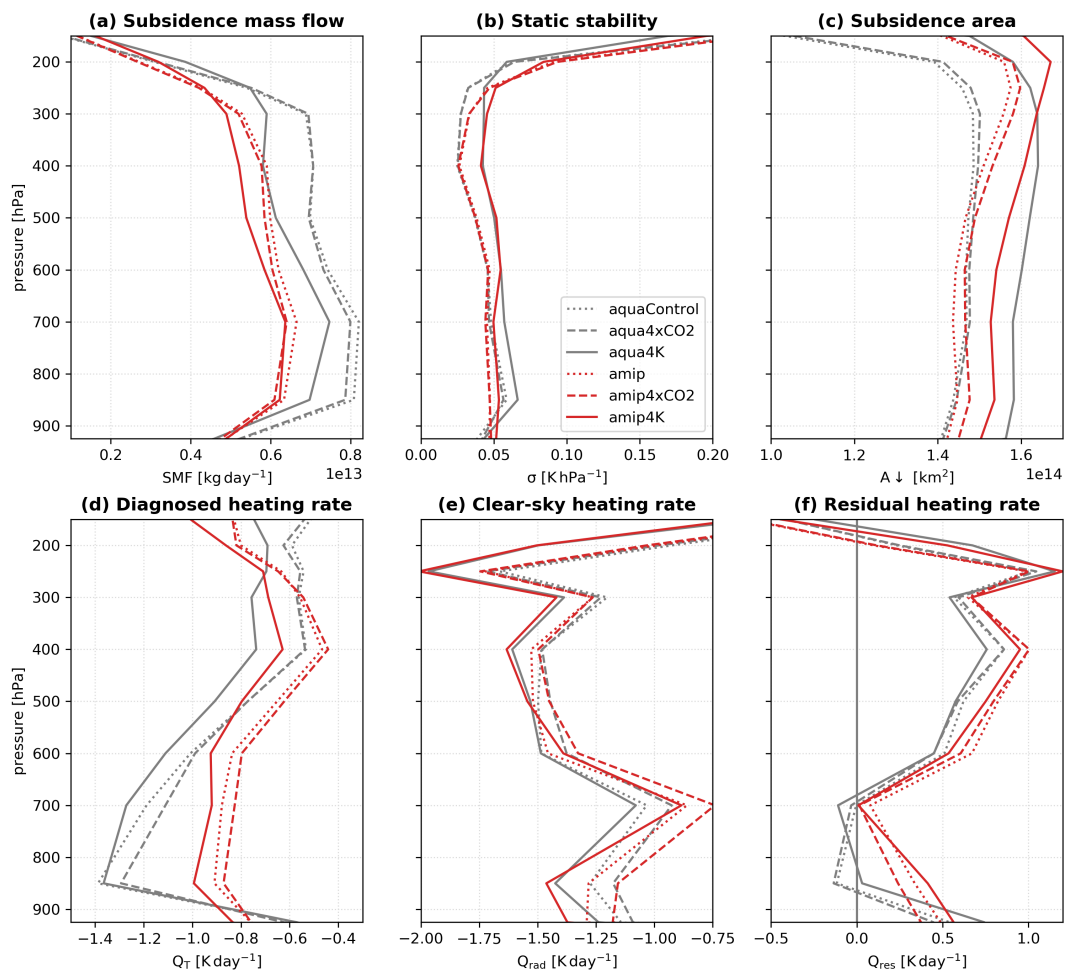 (a) Subsidence mass flow
(b) Static stability
(c) Subsidence area
pressure [hPa]
200
300
400
500
600
700
800
900
0.2 0.4 0.6 0.8
1e13
SMF [kg day⁻¹]
0.00 0.05 0.10 0.15 0.20
σ [K hPa⁻¹]
aquaControl
aqua4xCO2
aqua4K
amip
amip4xCO2
amip4K
1.0 1.2 1.4 1.6
1e14
A↓ [km²]
(d) Diagnosed heating rate
(e) Clear-sky heating rate
(f) Residual heating rate
pressure [hPa]
200
300
400
500
600
700
800
900
−1.4 −1.2 −1.0 −0.8 −0.6 −0.4
Q_T [K day⁻¹]
−2.00 −1.75 −1.50 −1.25 −1.00 −0.75
Q_rad [K day⁻¹]
−0.5 0.0 0.5 1.0
Q_res [K day⁻¹]